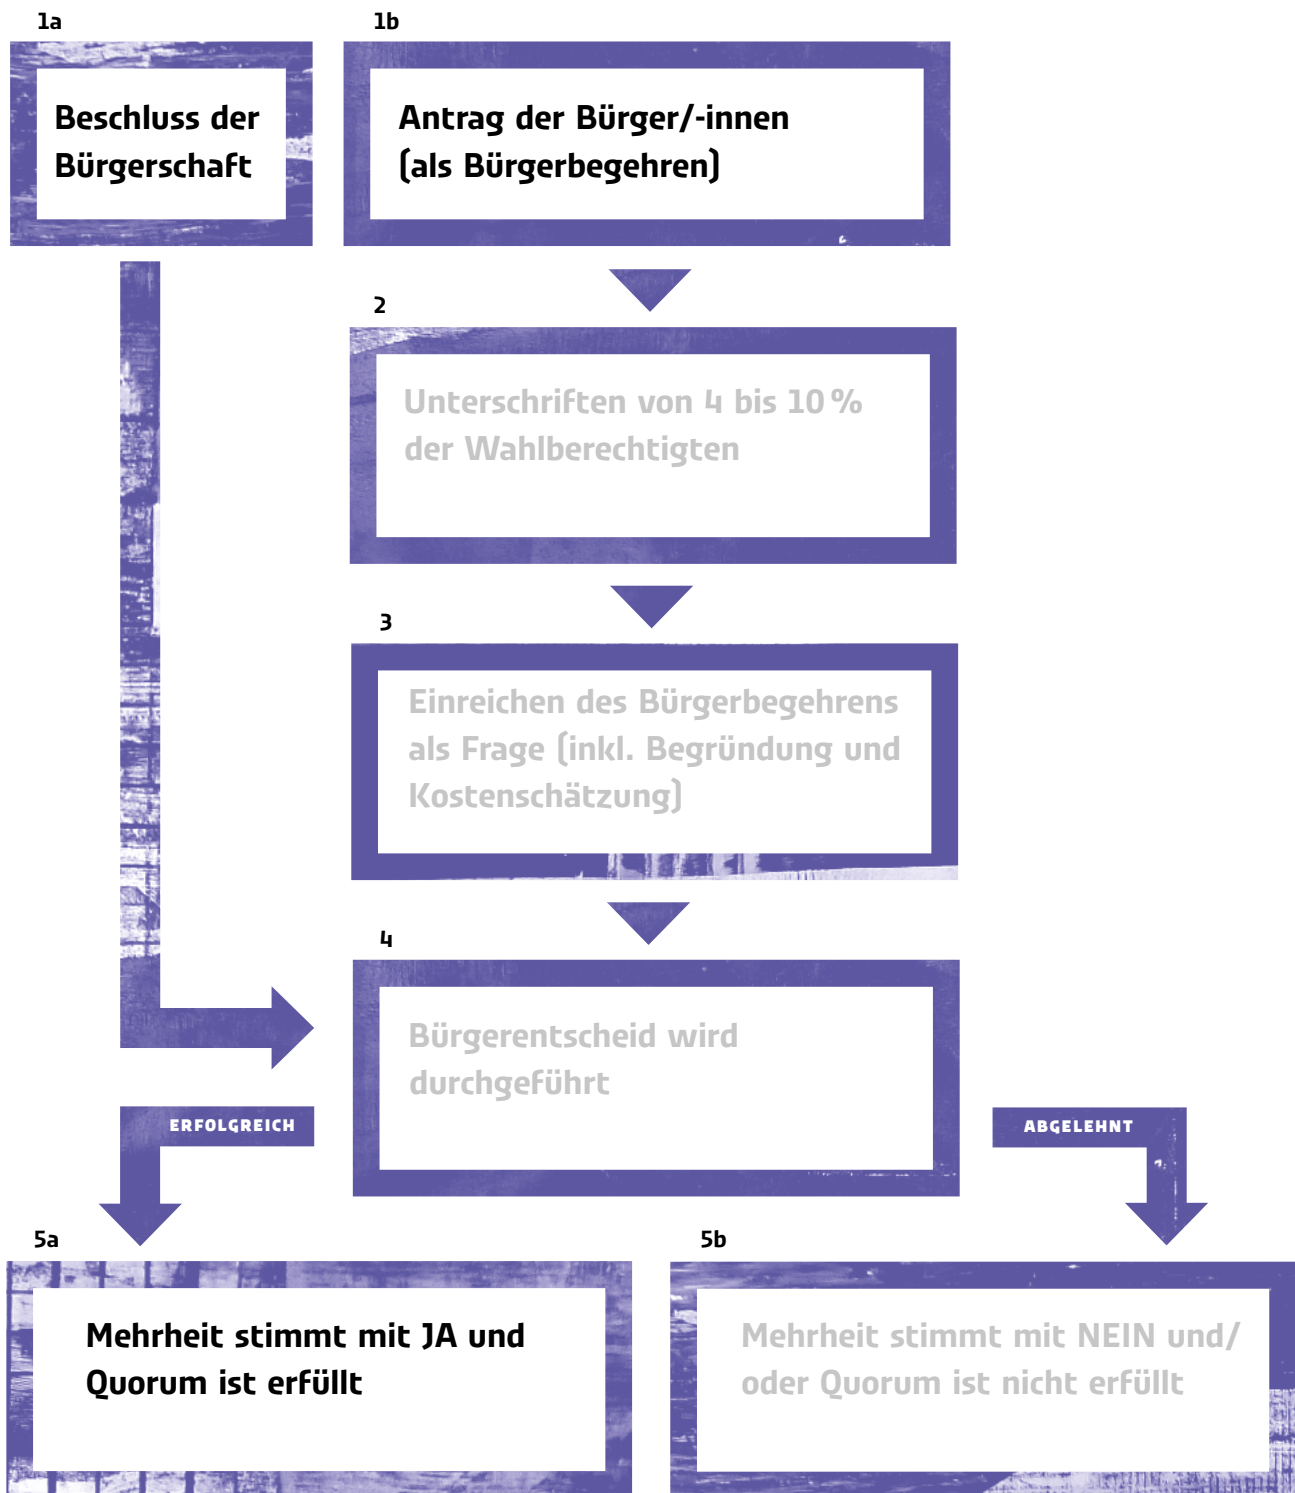 1a
1b
Beschluss der
Bürgerschaft
Antrag der Bürger/-innen
(als Bürgerbegehren)
2
Unterschriften von 4 bis 10 %
der Wahlberechtigten
3
Einreichen des Bürgerbegehrens
als Frage (inkl. Begründung und
Kostenschätzung)
4
Bürgerentscheid wird
durchgeführt
ERFOLGREICH
ABGELEHNT
5a
5b
Mehrheit stimmt mit JA und
Quorum ist erfüllt
Mehrheit stimmt mit NEIN und/
oder Quorum ist nicht erfüllt